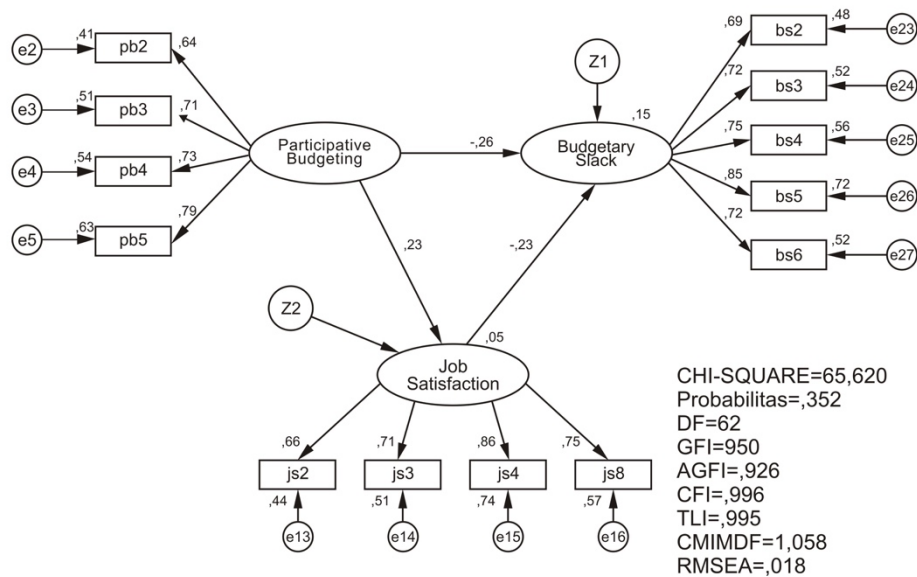 e2
,41
pb2
,64
e3
,51
pb3
,71
e4
,54
pb4
,73
e5
,63
pb5
,79
Participative
Budgeting
-,26
,23
Z1
,15
Budgetary
Slack
-,23
,69
bs2
,48
e23
,72
bs3
,52
e24
,75
bs4
,56
e25
,85
bs5
,72
e26
,72
bs6
,52
e27
Z2
,05
Job
Satisfaction
,66
,71
,86
,75
js2
js3
js4
js8
,44
,51
,74
,57
e13
e14
e15
e16
CHI-SQUARE=65,620
Probabilitas=,352
DF=62
GFI=950
AGFI=,926
CFI=,996
TLI=,995
CMIMDF=1,058
RMSEA=,018